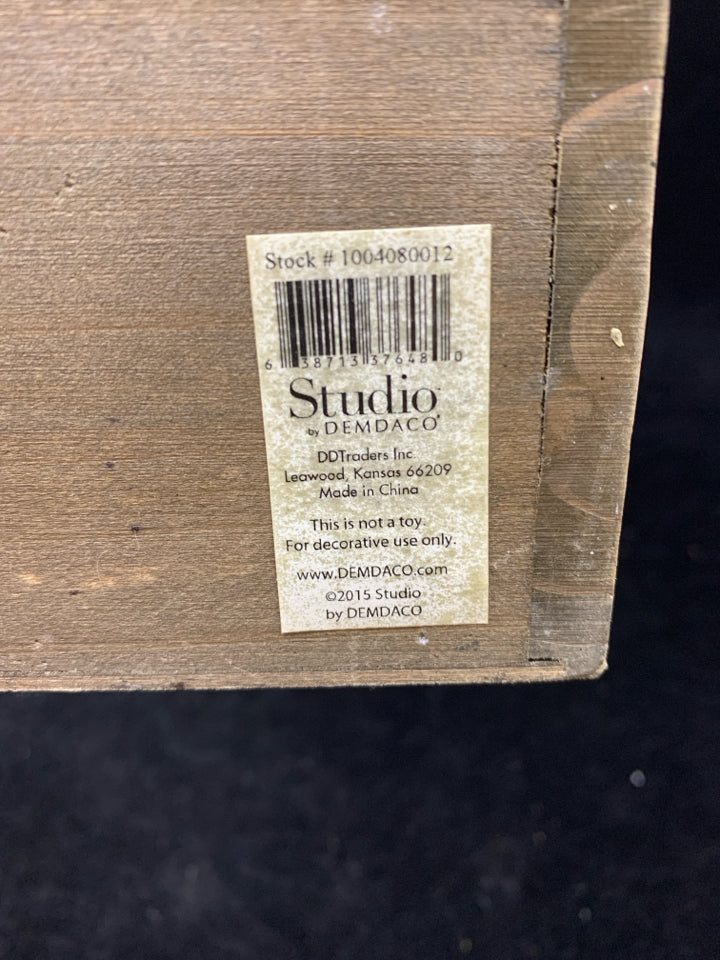 Stock # 1004080012
6 38713 37648 0
Studio
by DEMDACO
DDTraders Inc
Leawood, Kansas 66209
Made in China
This is not a toy.
For decorative use only.
www.DEMDACO.com
©2015 Studio
by DEMDACO